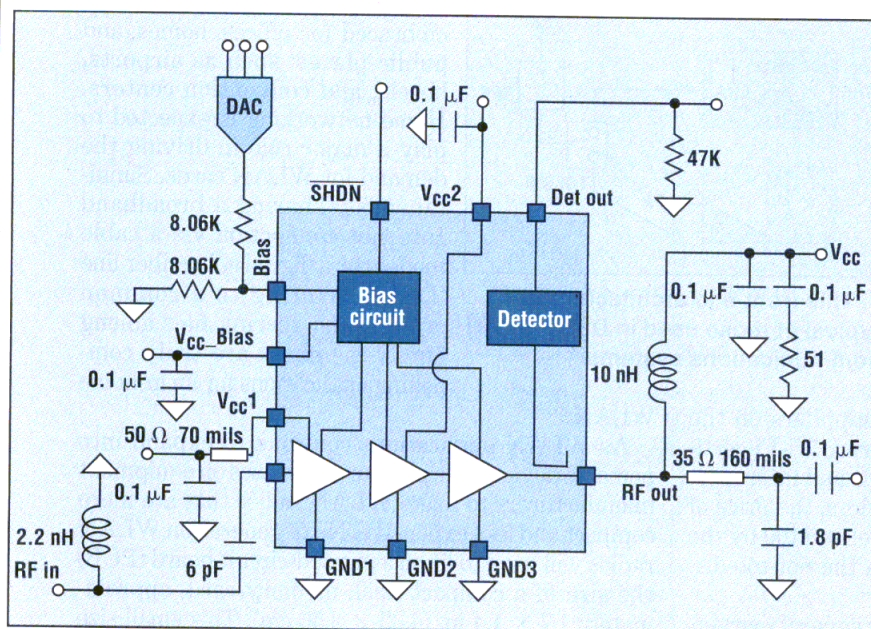 DAC
0.1 μF
47K
SHDN
Vcc2
Det out
8.06K
8.06K
Bias
Bias
circuit
Detector
Vcc
0.1 μF
0.1 μF
Vcc_Bias
0.1 μF
10 nH
51
Vcc1
50 Ω 70 mils
0.1 μF
35 Ω 160 mils
0.1 μF
RF out
2.2 nH
RF in
6 pF
GND1
GND2
GND3
1.8 pF